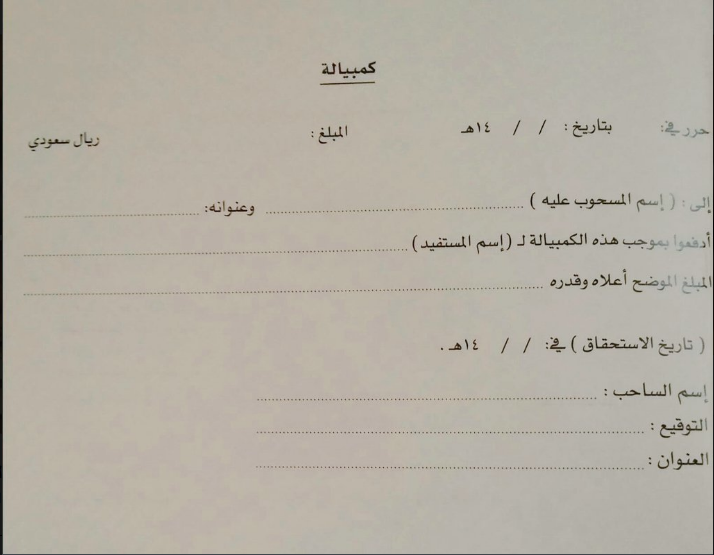 كمبيالة
حرر في: بتاريخ : / / ١٤هـ المبلغ : ريال سعودي
إلى : ( إسم المسحوب عليه ) ........................ وعنوانه: ........................
أدفعوا بموجب هذه الكمبيالة لـ (إسم المستفيد) ........................
المبلغ الموضح أعلاه وقدره ........................
( تاريخ الاستحقاق ) في: / / ١٤هـ .
إسم الساحب : ........................
التوقيع : ........................
العنوان : ........................